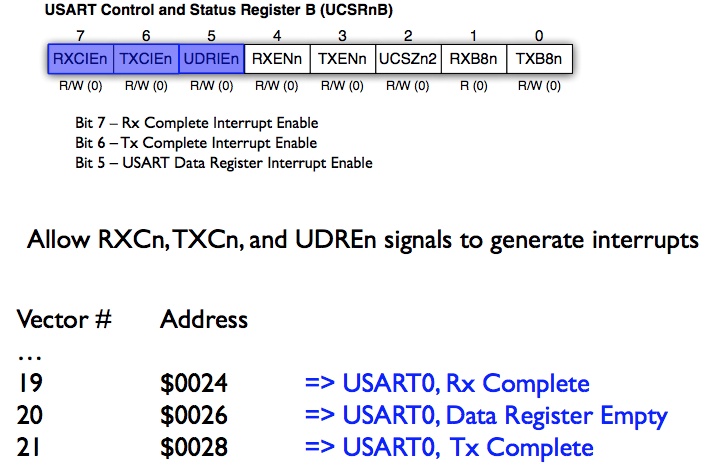 USART Control and Status Register B (UCSRnB)
7 6 5 4 3 2 1 0
RXCIEn TXCIEn UDRIEn RXENn TXENn UCSZn2 RXB8n TXB8n
R/W (0) R/W (0) R/W (0) R/W (0) R/W (0) R/W (0) R (0) R/W (0)
Bit 7 – Rx Complete Interrupt Enable
Bit 6 – Tx Complete Interrupt Enable
Bit 5 – USART Data Register Interrupt Enable
Allow RXCn, TXCn, and UDREn signals to generate interrupts
Vector # Address
...
19 $0024 => USART0, Rx Complete
20 $0026 => USART0, Data Register Empty
21 $0028 => USART0, Tx Complete